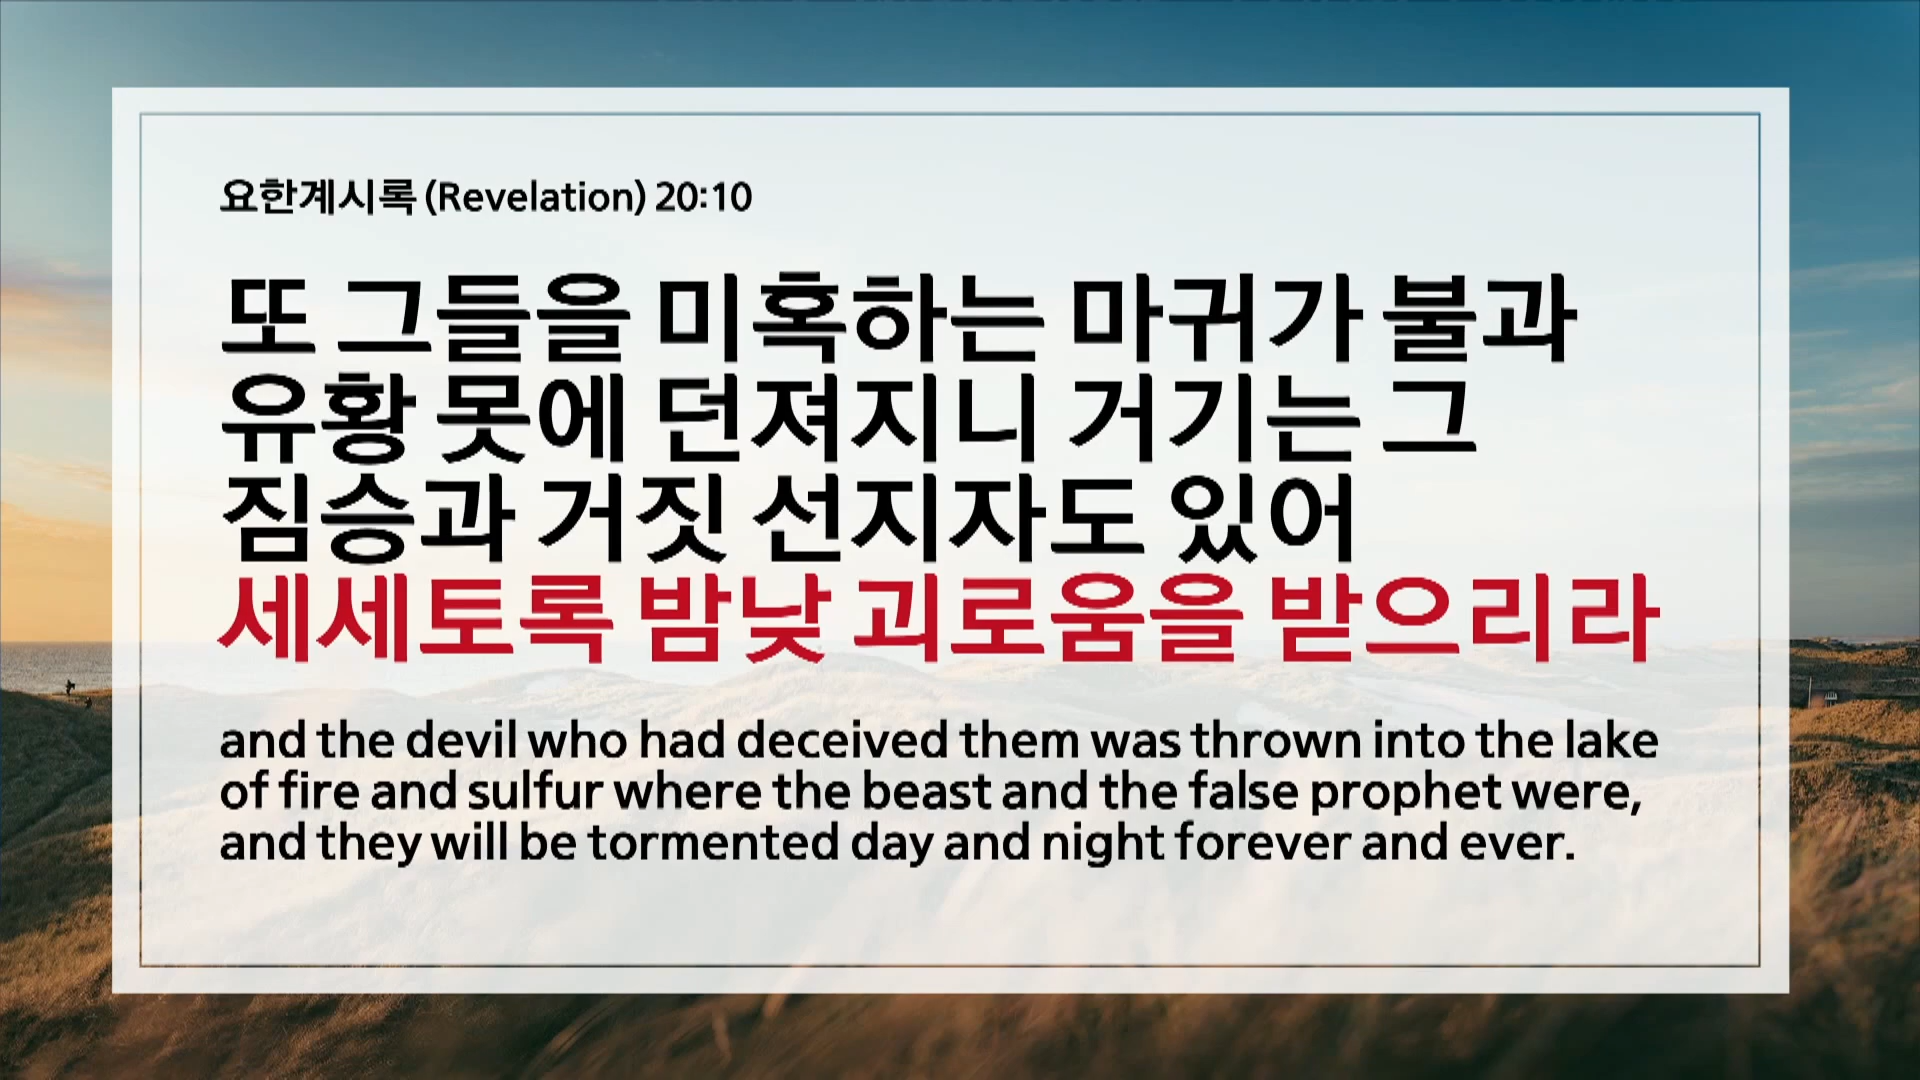 요한계시록 (Revelation) 20:10
또 그들을 미혹하는 마귀가 불과
유황 못에 던져지니 거기는 그
짐승과 거짓 선지자도 있어
세세토록 밤낮 괴로움을 받으리라
and the devil who had deceived them was thrown into the lake
of fire and sulfur where the beast and the false prophet were,
and they will be tormented day and night forever and ever.